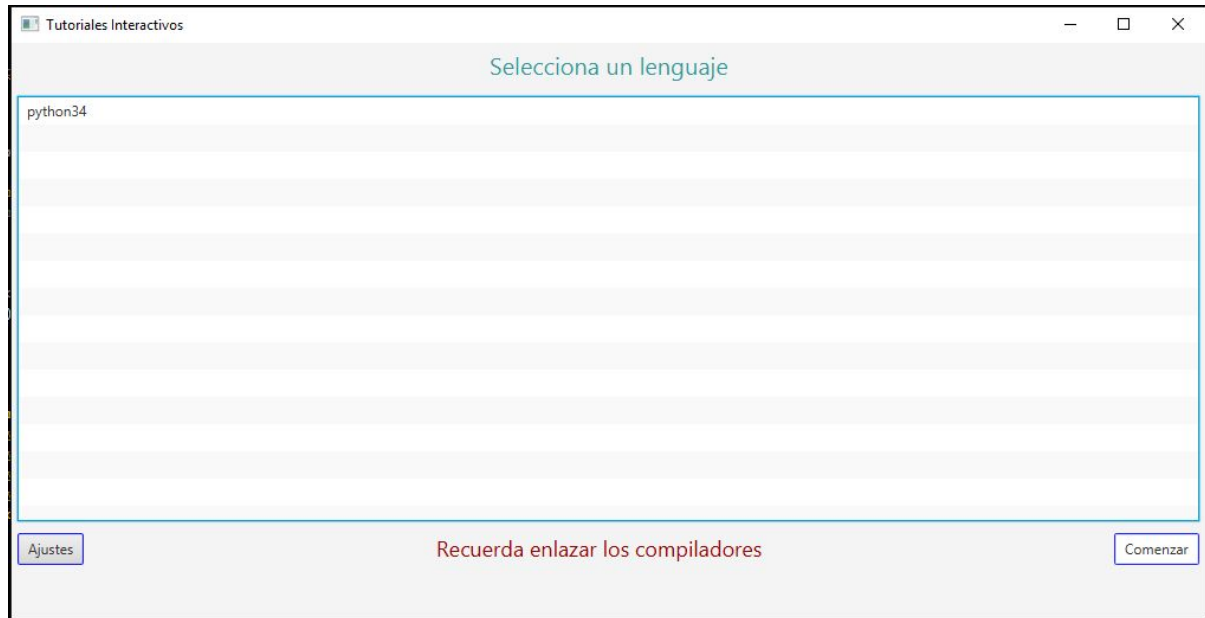 Tutoriales Interactivos
Selecciona un lenguaje
python34
Ajustes
Recuerda enlazar los compiladores
Comenzar